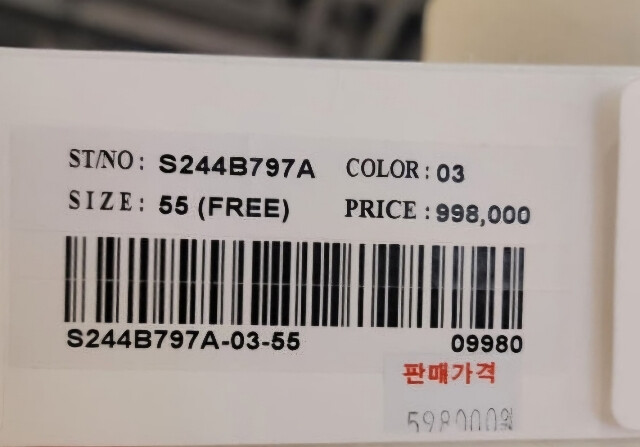 ST/NO : S244B797A COLOR : 03
SIZE : 55 (FREE) PRICE : 998,000
S244B797A-03-55 09980
판매가격
598000원